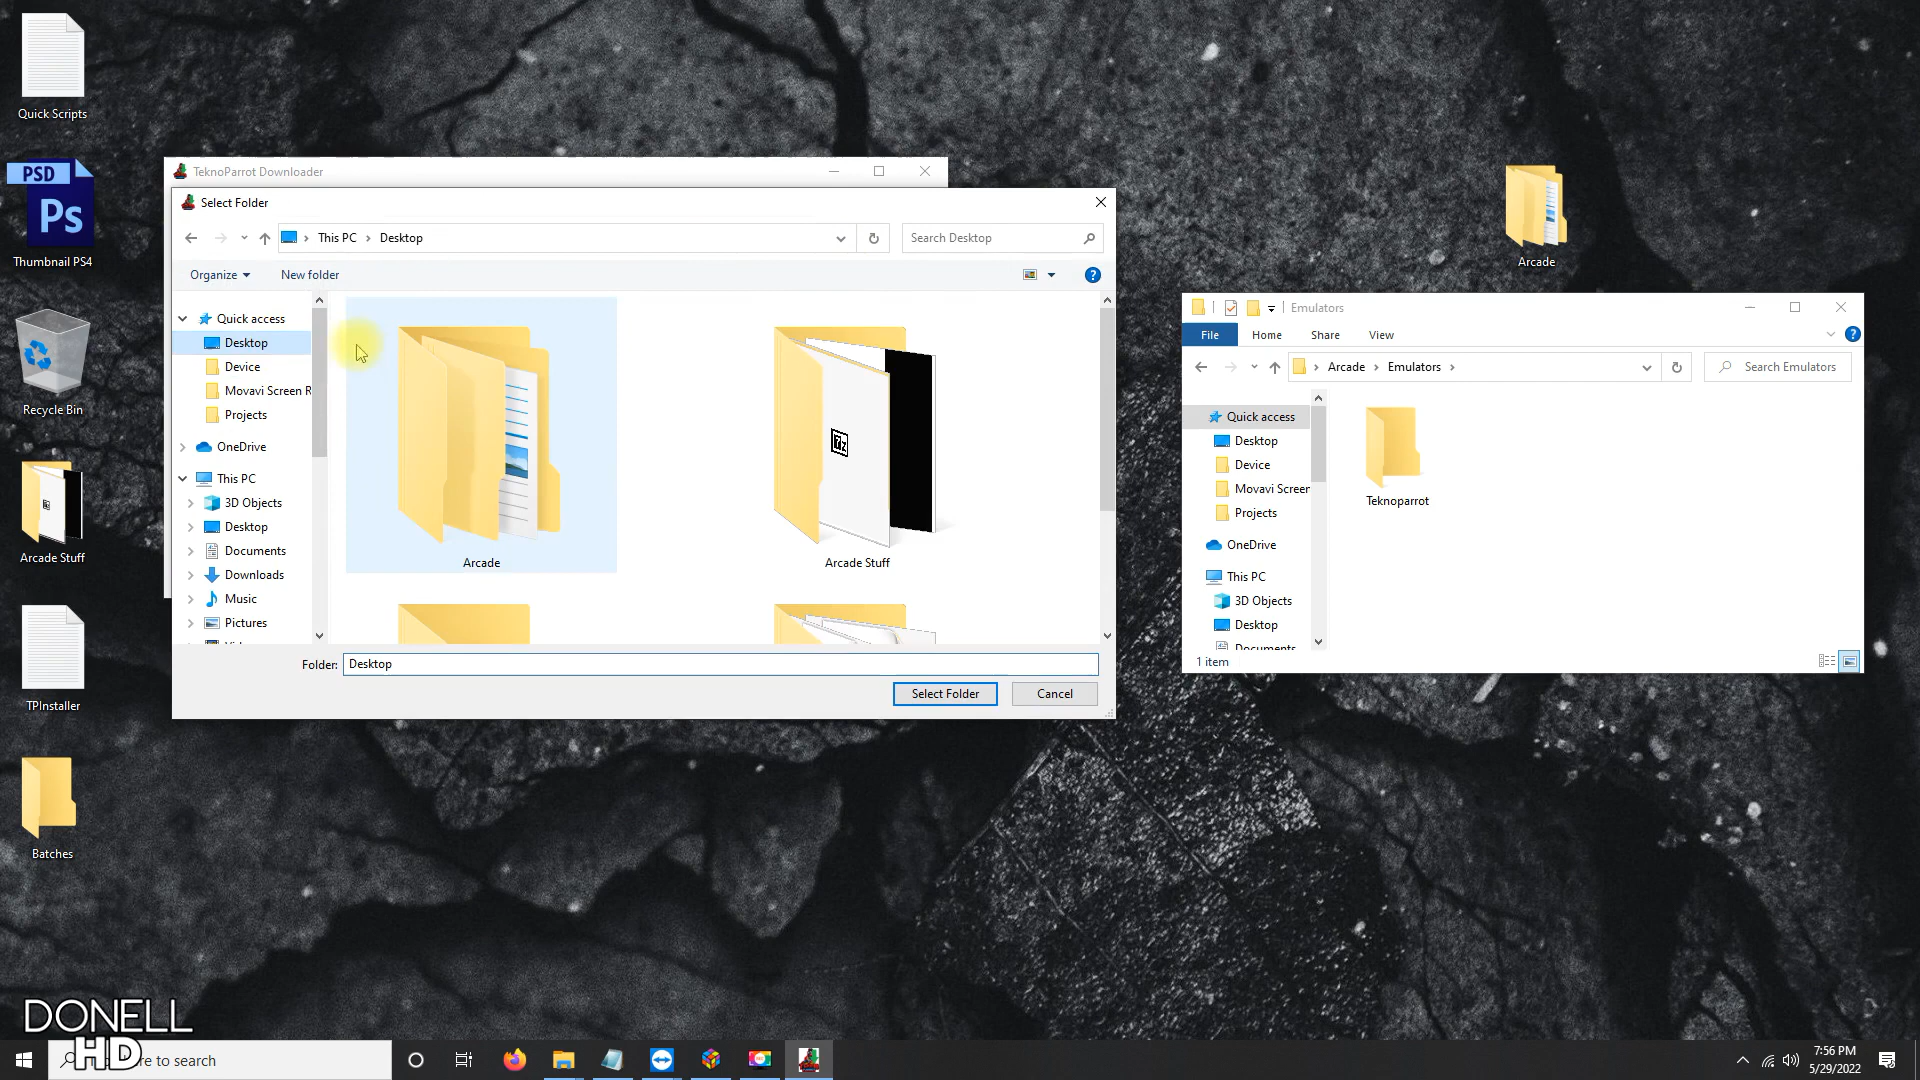 Quick Scripts
PSD
Ps
Thumbnail PS4
Recycle Bin
Arcade Stuff
TPInstaller
Batches
TeknoParrot Downloader
Select Folder
This PC
Desktop
Search Desktop
Organize
New folder
Quick access
Desktop
Device
Movavi Screen R
Projects
OneDrive
This PC
3D Objects
Desktop
Documents
Downloads
Music
Pictures
Arcade
Arcade Stuff
Folder:
Desktop
Select Folder
Cancel
Arcade
Emulators
File
Home
Share
View
Arcade
Emulators
Search Emulators
Quick access
Desktop
Device
Movavi Screen
Projects
OneDrive
This PC
3D Objects
Desktop
Documents
Teknoparrot
1 item
DONELL
HD
re to search
7:56 PM
5/29/2022